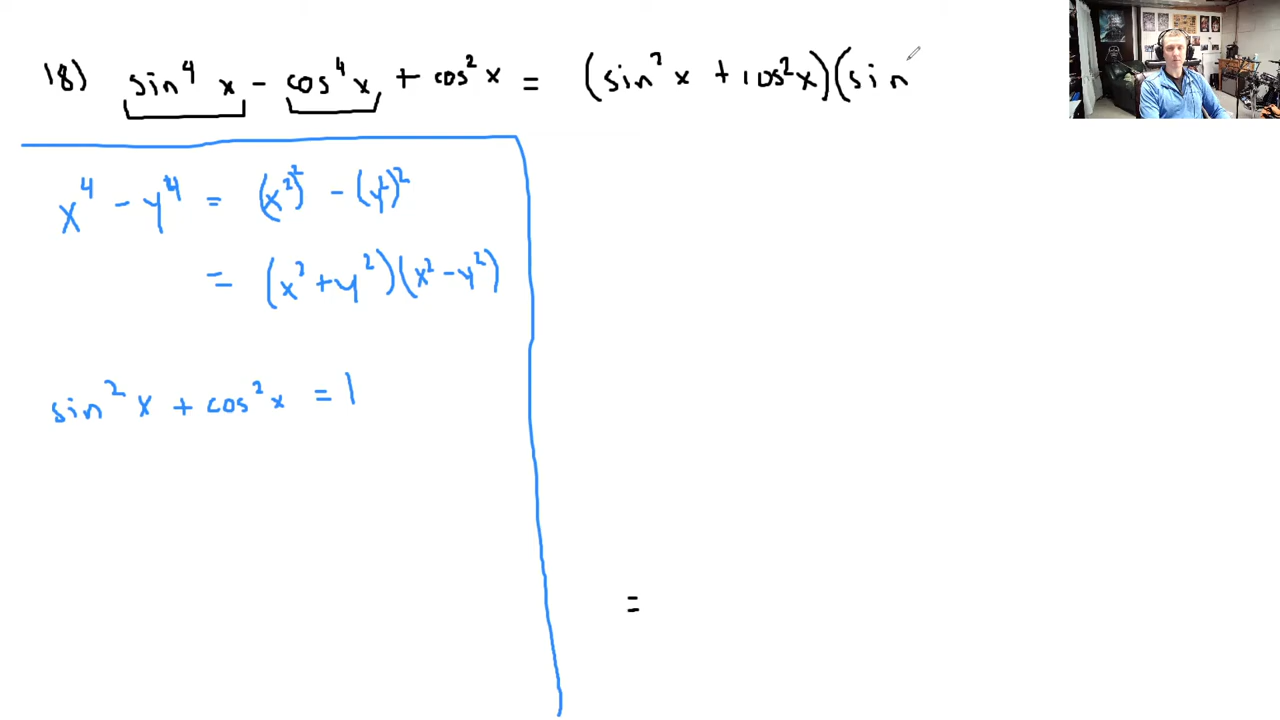 18) sin⁴ x - cos⁴ x + cos² x = (sin² x + cos² x)(sin
x⁴ - y⁴ = (x²)² - (y²)²
= (x² + y²)(x² - y²)
sin² x + cos² x = 1
=